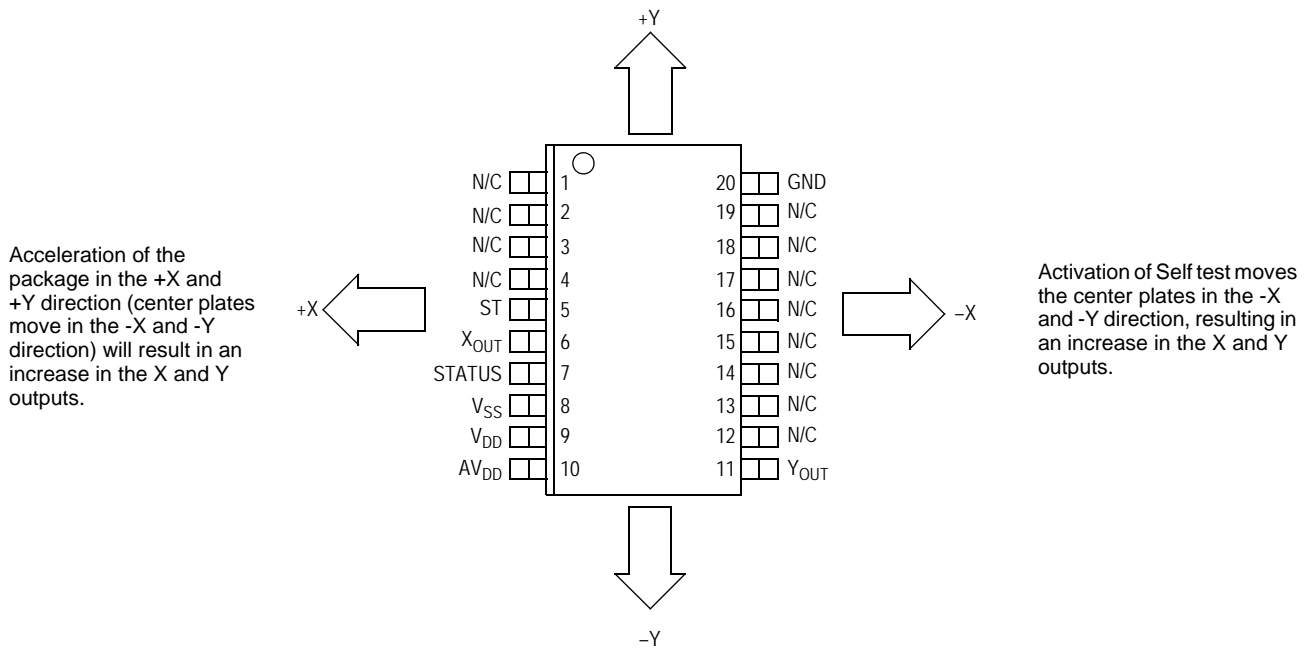 +Y
N/C 1 20 GND
N/C 2 19 N/C
N/C 3 18 N/C
N/C 4 17 N/C
ST 5 16 N/C
XOUT 6 15 N/C
STATUS 7 14 N/C
VSS 8 13 N/C
VDD 9 12 N/C
AVDD 10 11 YOUT
Acceleration of the
package in the +X and
+Y direction (center plates
move in the -X and -Y
direction) will result in an
increase in the X and Y
outputs.
+X
–X
Activation of Self test moves
the center plates in the -X
and -Y direction, resulting in
an increase in the X and Y
outputs.
–Y